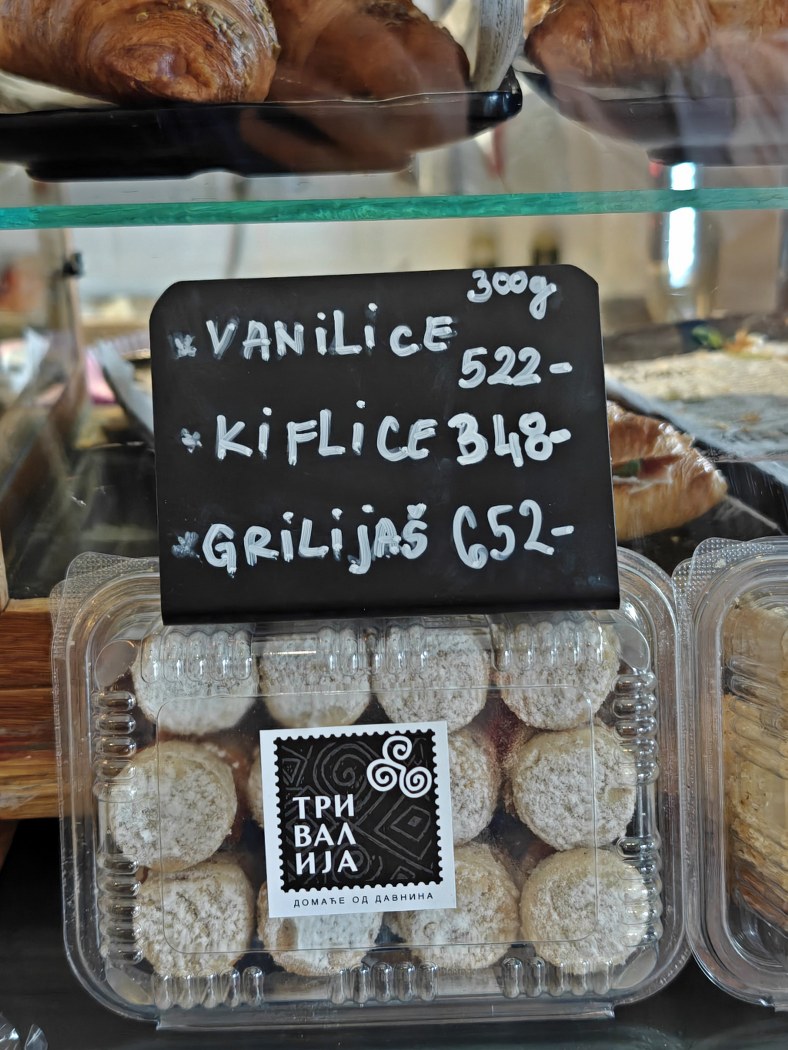 300g
* VANiLiCE
522-
* KiFLiCE 348-
* GRiLiJAŠ 652-
ТРИ
ВАЛ
ИЈА
ДОМАЋЕ ОД ДАВНИНА